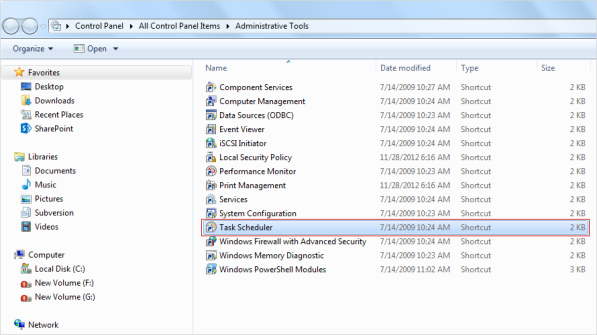 Control Panel ▸ All Control Panel Items ▸ Administrative Tools
Organize ▾ Open ▾
Favorites
Desktop
Downloads
Recent Places
SharePoint
Libraries
Documents
Music
Pictures
Subversion
Videos
Computer
Local Disk (C:)
New Volume (F:)
New Volume (G:)
Network
Name Date modified Type Size
Component Services 7/14/2009 10:27 AM Shortcut 2 KB
Computer Management 7/14/2009 10:24 AM Shortcut 2 KB
Data Sources (ODBC) 7/14/2009 10:23 AM Shortcut 2 KB
Event Viewer 7/14/2009 10:24 AM Shortcut 2 KB
iSCSI Initiator 7/14/2009 10:24 AM Shortcut 2 KB
Local Security Policy 11/28/2012 6:16 AM Shortcut 2 KB
Performance Monitor 7/14/2009 10:23 AM Shortcut 2 KB
Print Management 11/28/2012 6:16 AM Shortcut 2 KB
Services 7/14/2009 10:24 AM Shortcut 2 KB
System Configuration 7/14/2009 10:23 AM Shortcut 2 KB
Task Scheduler 7/14/2009 10:24 AM Shortcut 2 KB
Windows Firewall with Advanced Security 7/14/2009 10:24 AM Shortcut 2 KB
Windows Memory Diagnostic 7/14/2009 10:23 AM Shortcut 2 KB
Windows PowerShell Modules 7/14/2009 11:02 AM Shortcut 3 KB